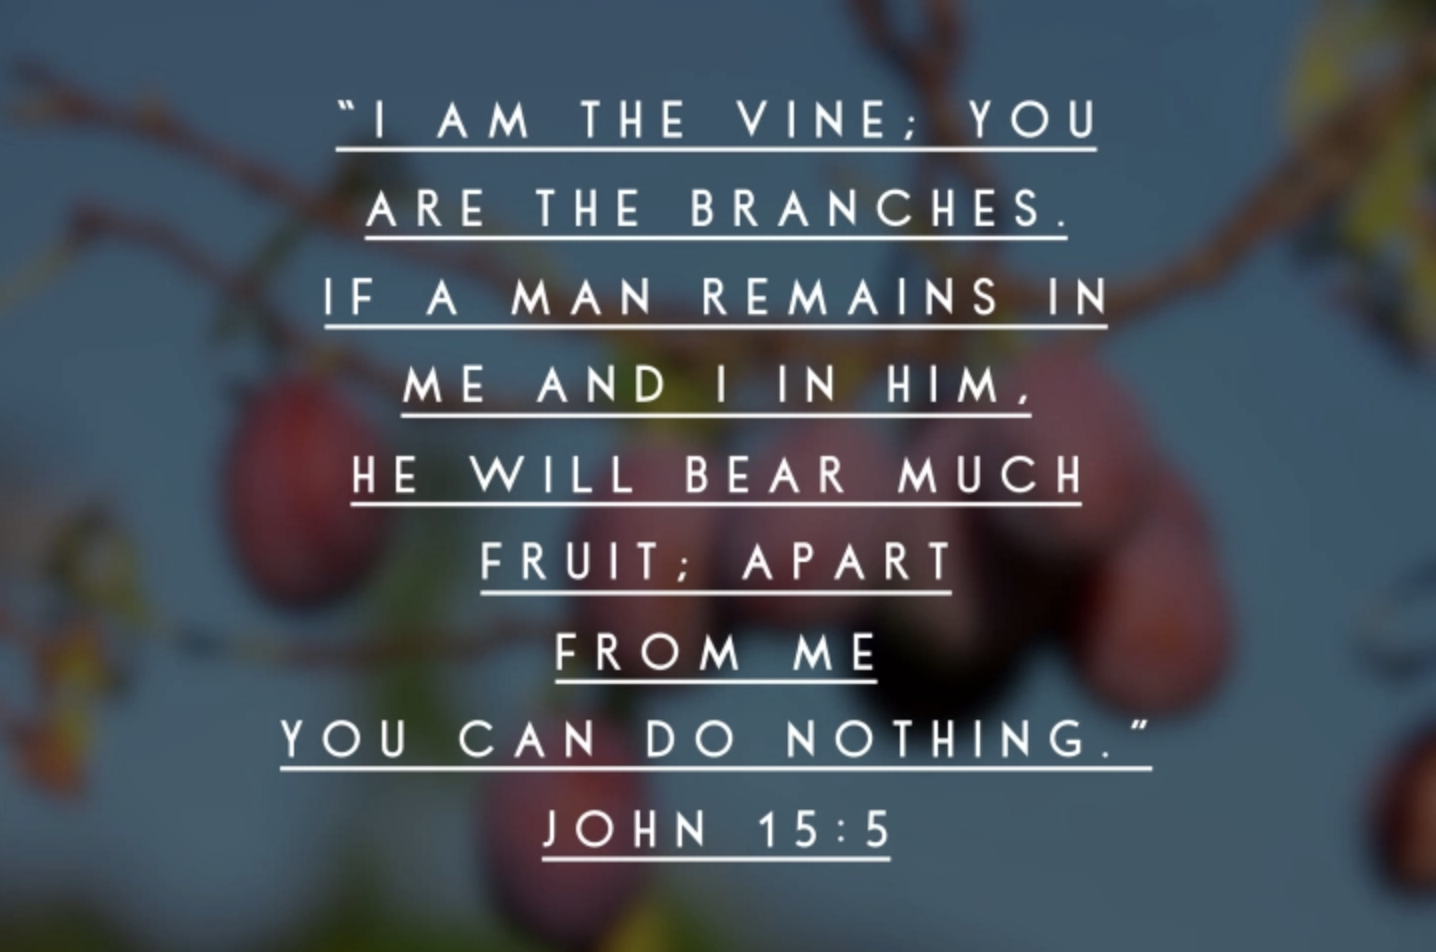 “I AM THE VINE; YOU
ARE THE BRANCHES.
IF A MAN REMAINS IN
ME AND I IN HIM,
HE WILL BEAR MUCH
FRUIT; APART
FROM ME
YOU CAN DO NOTHING.”
JOHN 15:5